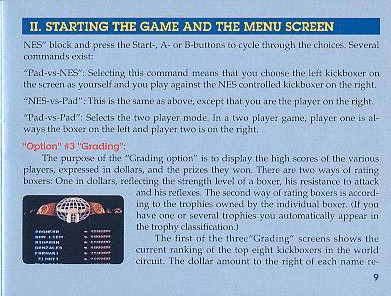 II. STARTING THE GAME AND THE MENU SCREEN
NES" block and press the Start-, A- or B-buttons to cycle through the choices. Several
commands exist:
"Pad-vs-NES": Selecting this command means that you choose the left kickboxer on
the screen as yourself and you play against the NES controlled kickboxer on the right.
"NES-vs-Pad": This is the same as above, except that you are the player on the right.
"Pad-vs-Pad": Selects the two player mode. In a two player game, player one is al-
ways the boxer on the left and player two is on the right.
"Option" #3 "Grading":
The purpose of the "Grading option" is to display the high scores of the various
players, expressed in dollars, and the prizes they won. There are two ways of rating
boxers: One in dollars, reflecting the strength level of a boxer, his resistance to attack
and his reflexes. The second way of rating boxers is accord-
ing to the trophies owned by the individual boxer. (If you
have one or several trophies you automatically appear in
the trophy classification.)
The first of the three"Grading" screens shows the
current ranking of the top eight kickboxers in the world
circuit. The dollar amount to the right of each name re-
GONZALES
9